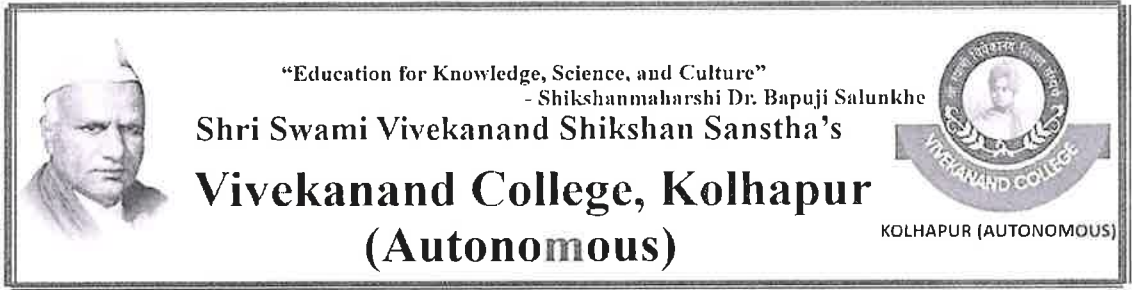 “Education for Knowledge, Science, and Culture”
- Shikshanmaharshi Dr. Bapuji Salunkhe
Shri Swami Vivekanand Shikshan Sanstha’s
Vivekanand College, Kolhapur
(Autonomous)
VIVEKANAND COLLEGE
KOLHAPUR (AUTONOMOUS)